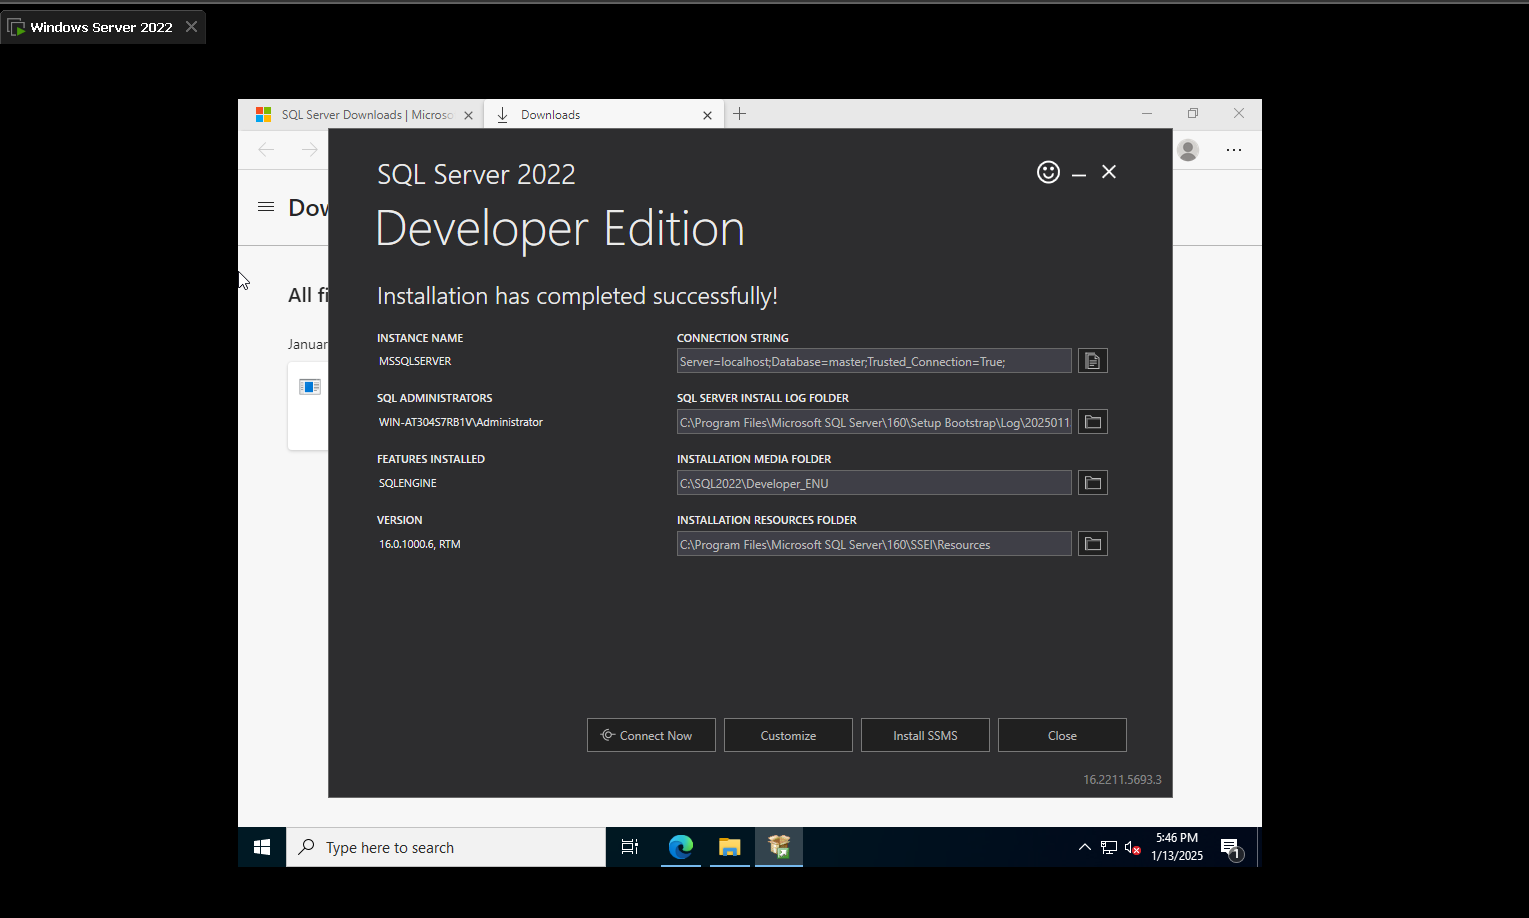 Windows Server 2022
SQL Server Downloads | Microso
Downloads
SQL Server 2022
Dow
Developer Edition
All fi
Installation has completed successfully!
Januar
INSTANCE NAME
MSSQLSERVER
CONNECTION STRING
Server=localhost;Database=master;Trusted_Connection=True;
SQL ADMINISTRATORS
WIN-AT304S7RB1V\Administrator
SQL SERVER INSTALL LOG FOLDER
C:\Program Files\Microsoft SQL Server\160\Setup Bootstrap\Log\2025011
FEATURES INSTALLED
SQLENGINE
INSTALLATION MEDIA FOLDER
C:\SQL2022\Developer_ENU
VERSION
16.0.1000.6, RTM
INSTALLATION RESOURCES FOLDER
C:\Program Files\Microsoft SQL Server\160\SSEI\Resources
Connect Now
Customize
Install SSMS
Close
16.2211.5693.3
Type here to search
5:46 PM
1/13/2025
1